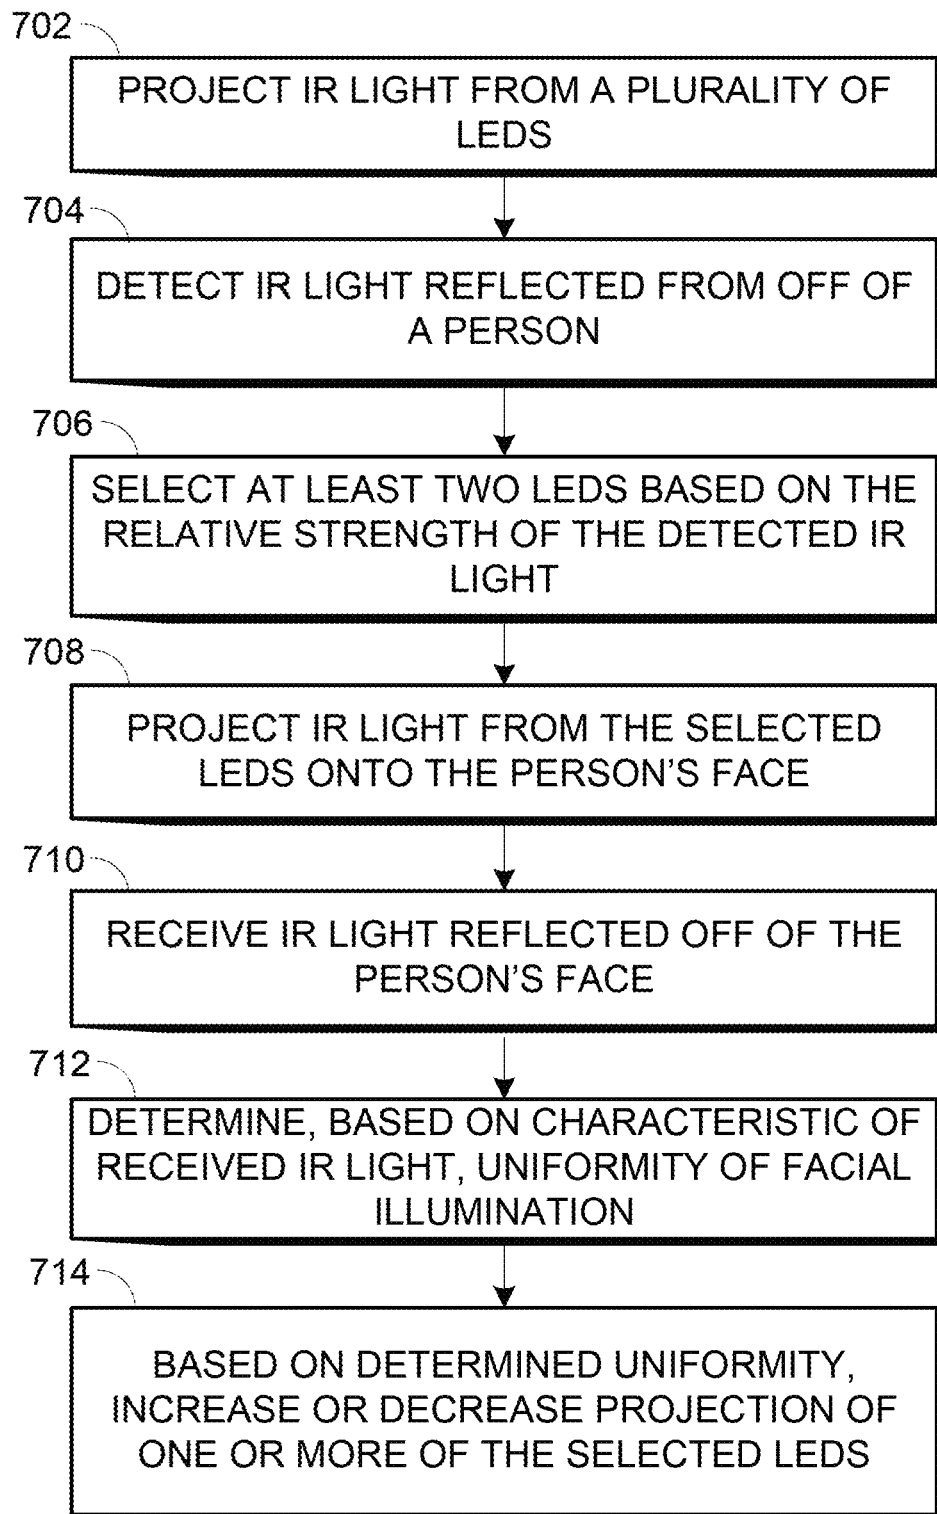 702
PROJECT IR LIGHT FROM A PLURALITY OF
LEDS
704
DETECT IR LIGHT REFLECTED FROM OFF OF
A PERSON
706
SELECT AT LEAST TWO LEDS BASED ON THE
RELATIVE STRENGTH OF THE DETECTED IR
LIGHT
708
PROJECT IR LIGHT FROM THE SELECTED
LEDS ONTO THE PERSON'S FACE
710
RECEIVE IR LIGHT REFLECTED OFF OF THE
PERSON'S FACE
712
DETERMINE, BASED ON CHARACTERISTIC OF
RECEIVED IR LIGHT, UNIFORMITY OF FACIAL
ILLUMINATION
714
BASED ON DETERMINED UNIFORMITY,
INCREASE OR DECREASE PROJECTION OF
ONE OR MORE OF THE SELECTED LEDS